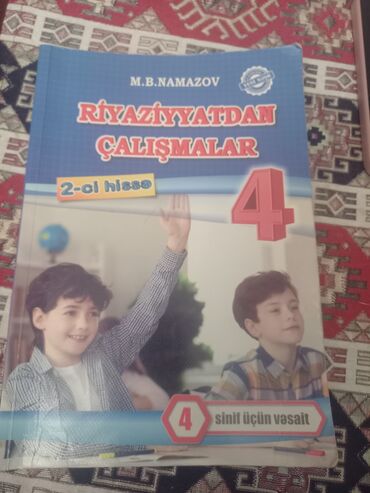 M.B.NAMAZOV
RİYAZİYYATDAN
ÇALIŞMALAR
2-ci hissə
4
4 sinif üçün vəsait